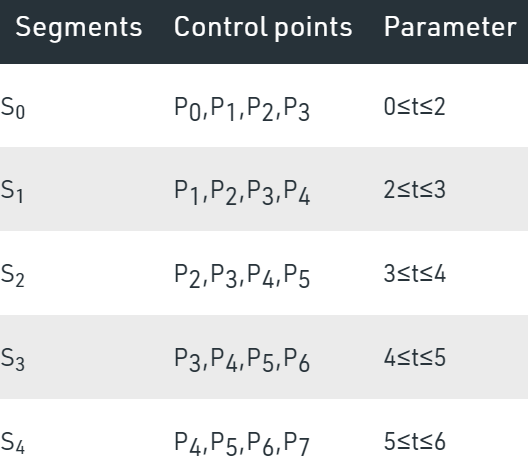 Segments Control points Parameter
S0 P0,P1,P2,P3 0≤t≤2
S1 P1,P2,P3,P4 2≤t≤3
S2 P2,P3,P4,P5 3≤t≤4
S3 P3,P4,P5,P6 4≤t≤5
S4 P4,P5,P6,P7 5≤t≤6